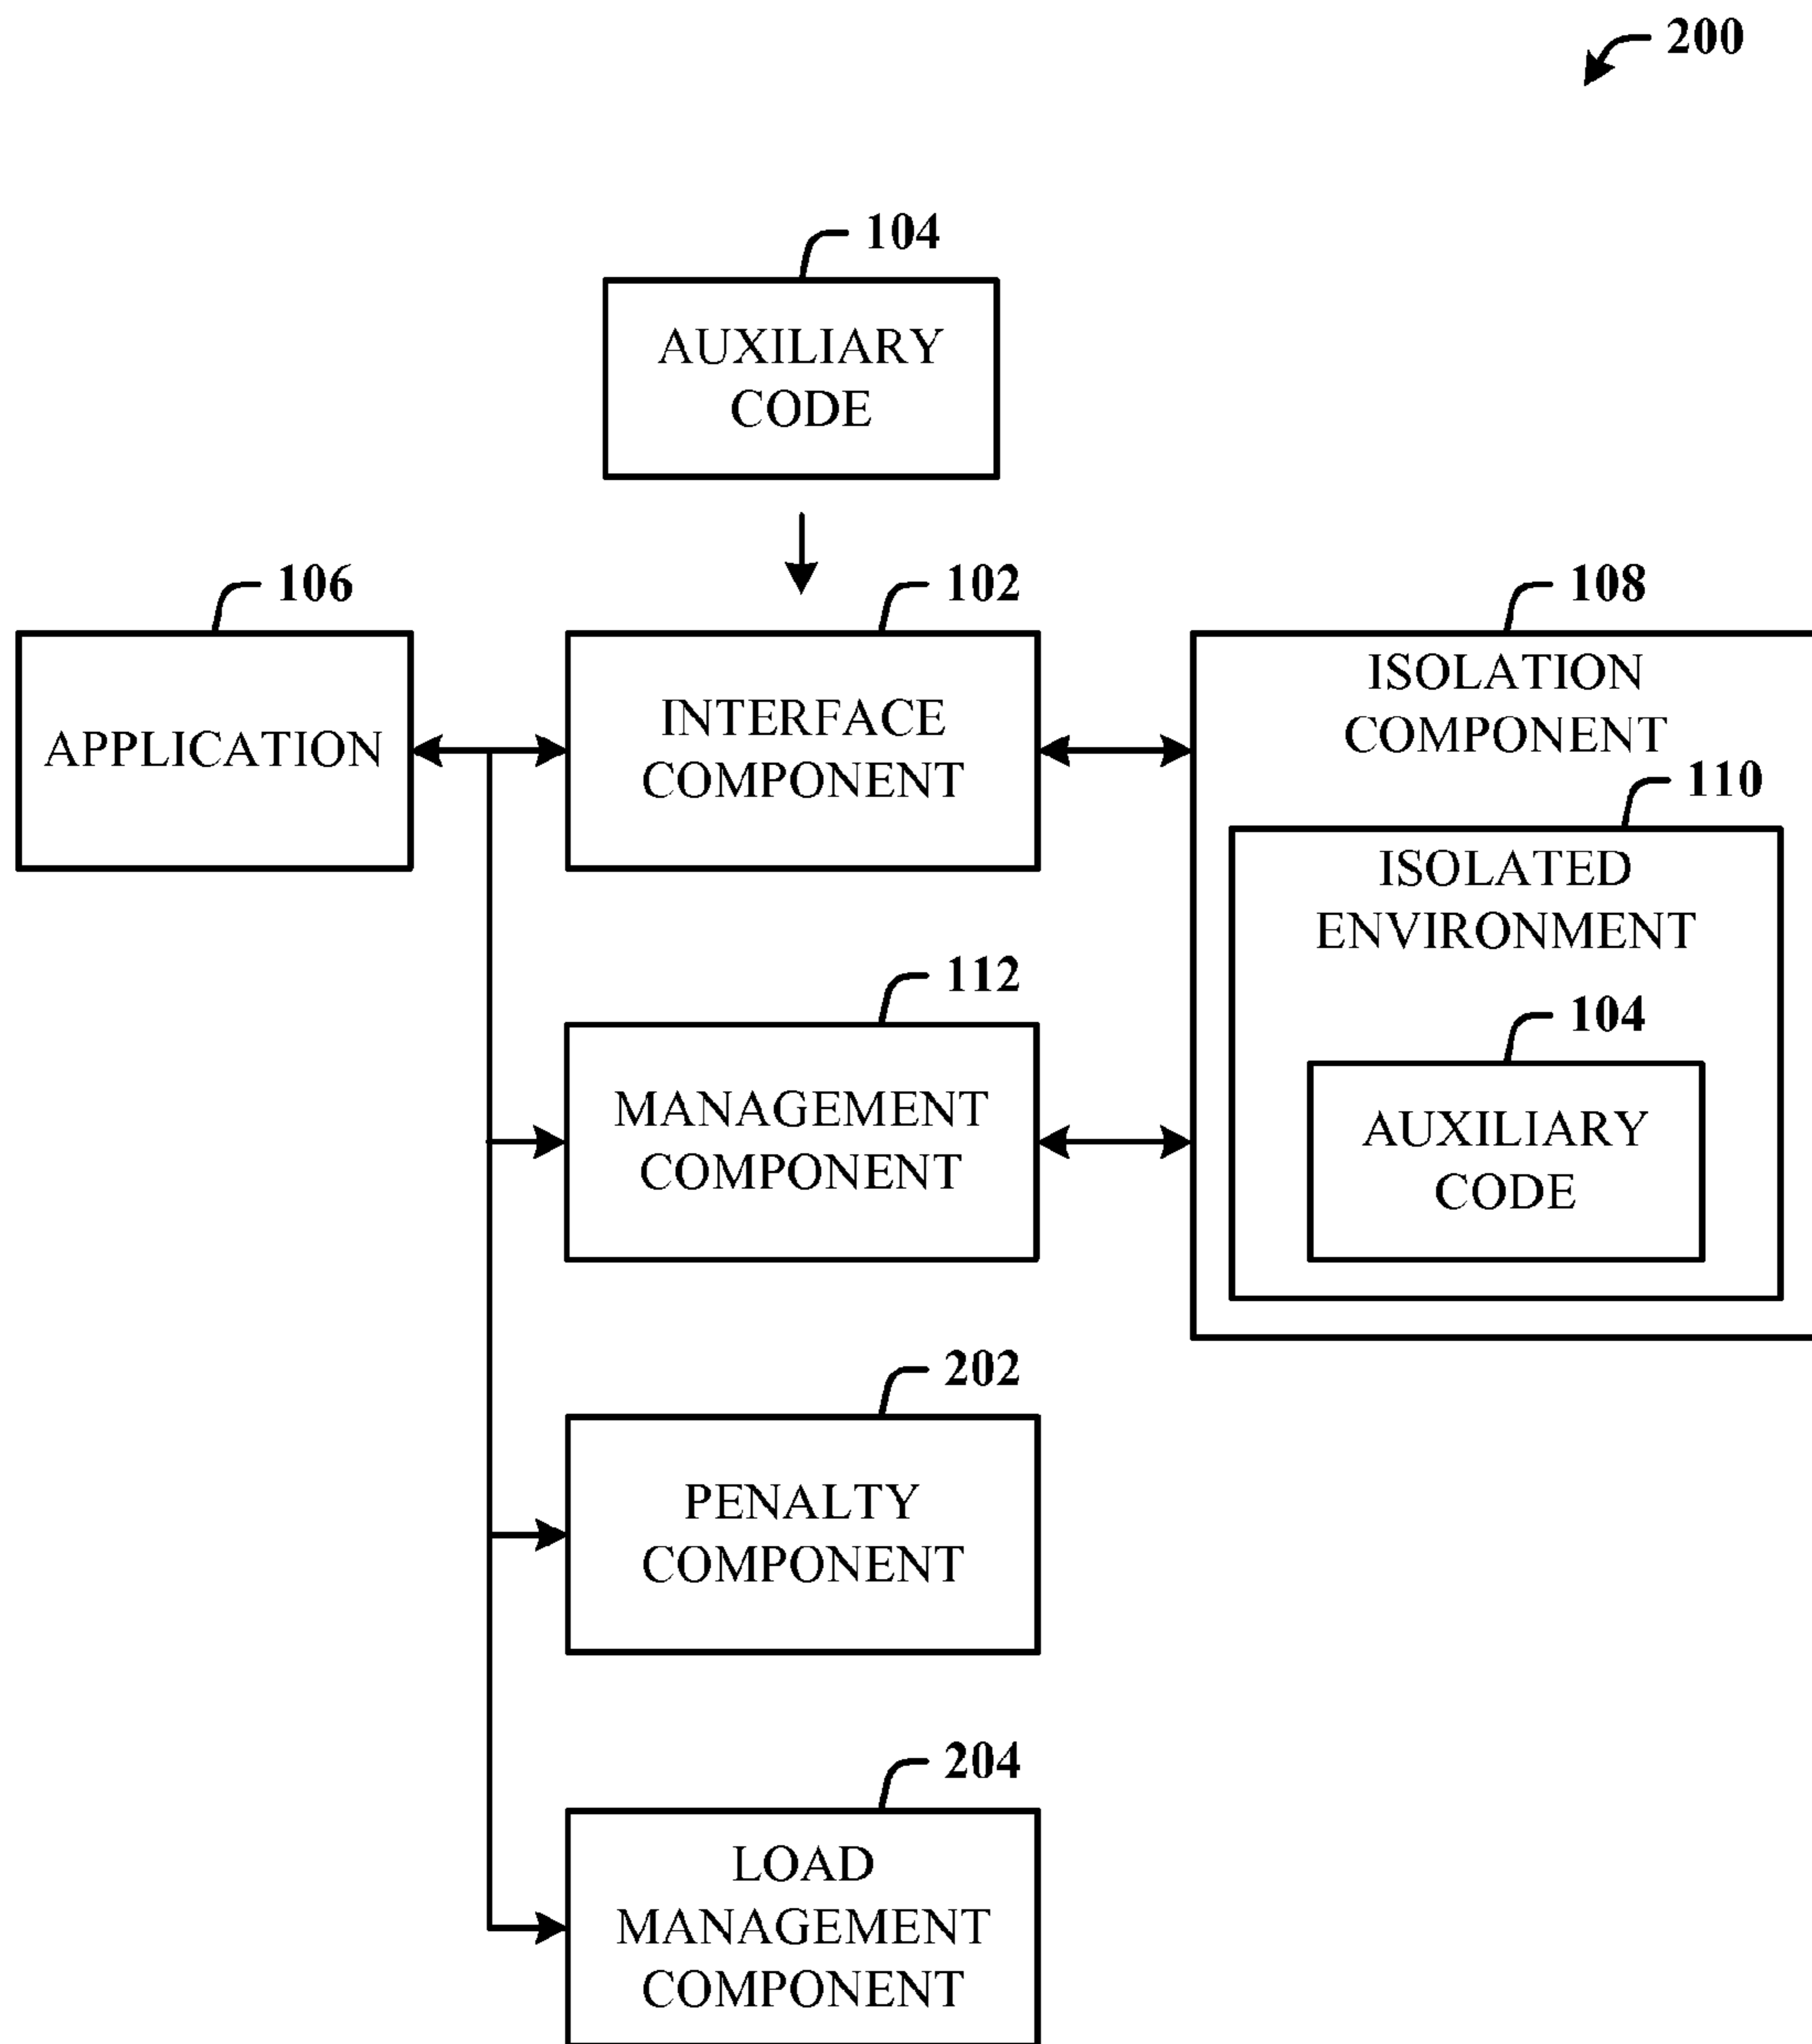 200
104
AUXILIARY
CODE
106
102
108
APPLICATION
INTERFACE
COMPONENT
ISOLATION
COMPONENT
110
ISOLATED
ENVIRONMENT
112
MANAGEMENT
COMPONENT
104
AUXILIARY
CODE
202
PENALTY
COMPONENT
204
LOAD
MANAGEMENT
COMPONENT